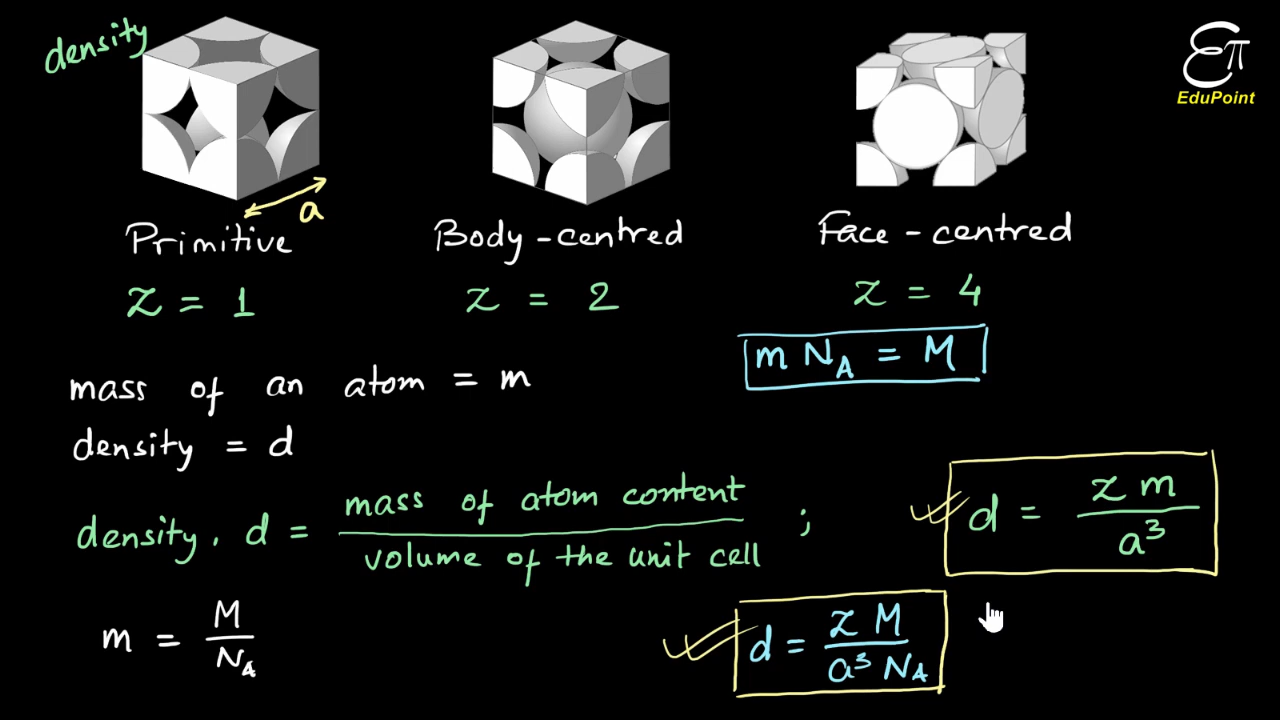 density
επ
EduPoint
a
Primitive
Body-centred
Face-centred
Z = 1
Z = 2
Z = 4
m N_A = M
mass of an atom = m
density = d
density, d = mass of atom content / volume of the unit cell ;
d = Z m / a³
m = M / N_A
d = Z M / a³ N_A